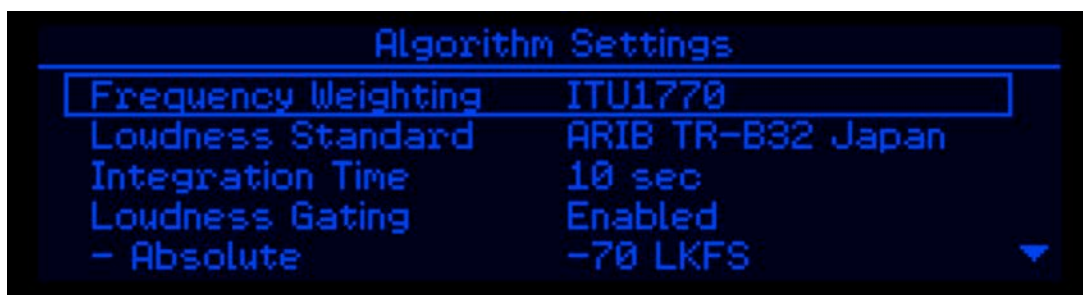 Algorithm Settings
Frequency Weighting ITU1770
Loudness Standard ARIB TR-B32 Japan
Integration Time 10 sec
Loudness Gating Enabled
- Absolute -70 LKFS